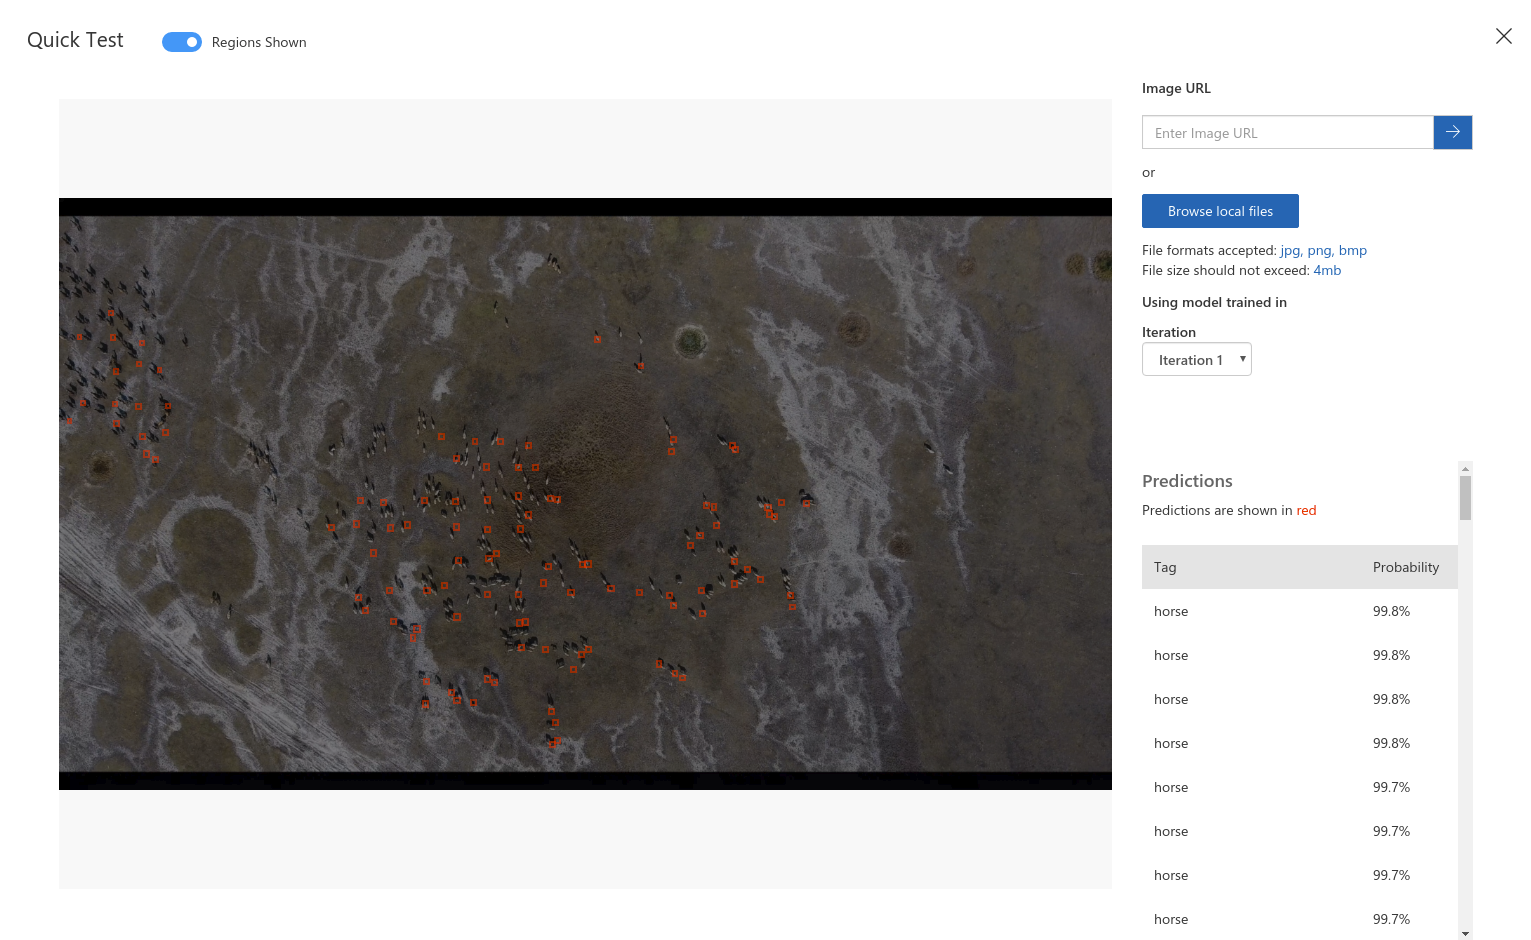 Quick Test
Regions Shown
Image URL
Enter Image URL
or
Browse local files
File formats accepted: jpg, png, bmp
File size should not exceed: 4mb
Using model trained in
Iteration
Iteration 1
Predictions
Predictions are shown in red
Tag Probability
horse 99.8%
horse 99.8%
horse 99.8%
horse 99.8%
horse 99.7%
horse 99.7%
horse 99.7%
horse 99.7%